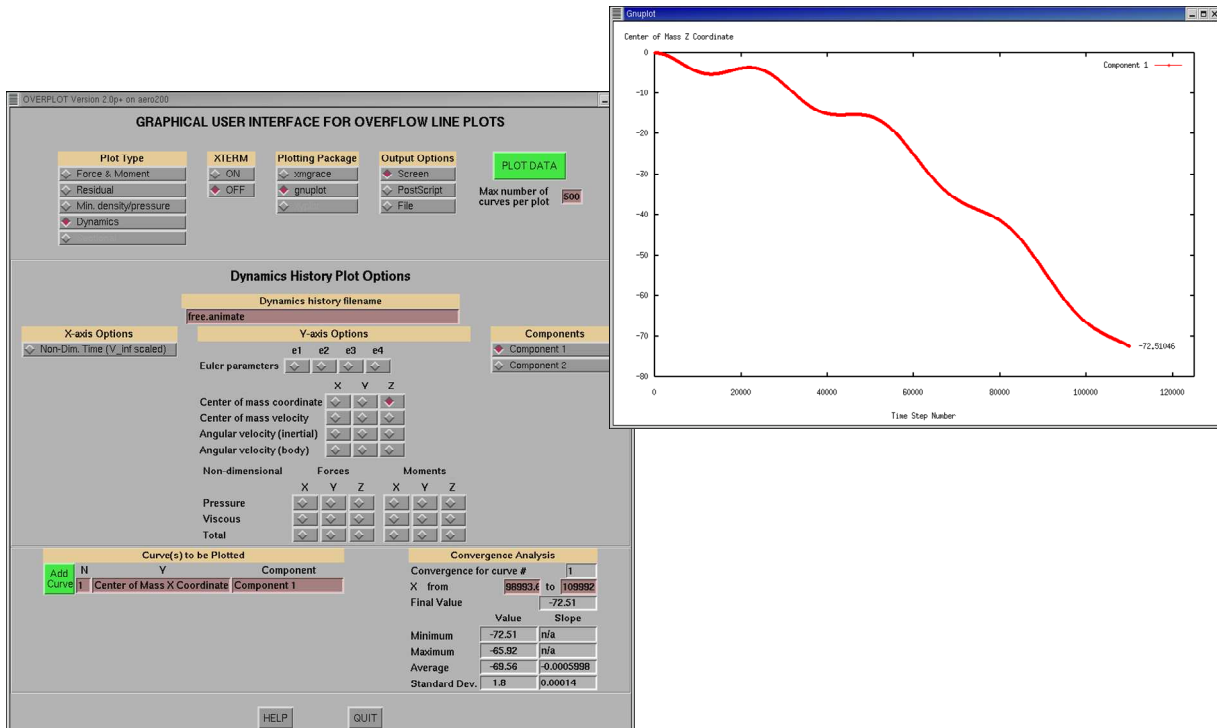 Gnuplot
Center of Mass Z Coordinate
Component 1
0
-10
-20
-30
-40
-50
-60
-70
-80
-72.51046
0 20000 40000 60000 80000 100000 120000
Time Step Number
OVERPLOT Version 2.0p+ on aero200
GRAPHICAL USER INTERFACE FOR OVERFLOW LINE PLOTS
Plot Type XTERM Plotting Package Output Options PLOT DATA
Force & Moment ON xmgrace Screen
Residual OFF gnuplot PostScript Max number of
curves per plot 500
Min. density/pressure File
Dynamics
Dynamics History Plot Options
Dynamics history filename
free.animate
X-axis Options Y-axis Options Components
Non-Dim. Time (V_inf scaled) e1 e2 e3 e4 Component 1
Euler parameters Component 2
X Y Z
Center of mass coordinate
Center of mass velocity
Angular velocity (inertial)
Angular velocity (body)
Non-dimensional Forces Moments
X Y Z X Y Z
Pressure
Viscous
Total
Curve(s) to be Plotted Convergence Analysis
Add
Curve
N Y Component
1 Center of Mass X Coordinate Component 1
Convergence for curve # 1
X from 98993.6 to 109992
Final Value -72.51
Value Slope
Minimum -72.51 n/a
Maximum -65.92 n/a
Average -69.56 -0.0005998
Standard Dev. 1.8 0.00014
HELP QUIT